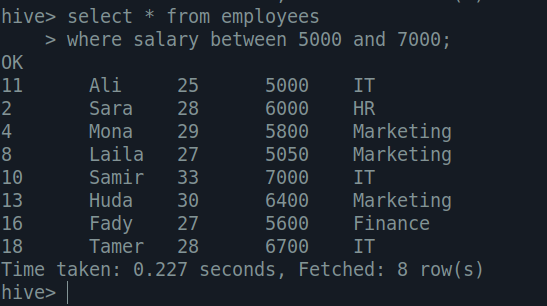 hive> select * from employees
    > where salary between 5000 and 7000;
OK
11	Ali	25	5000	IT
2	Sara	28	6000	HR
4	Mona	29	5800	Marketing
8	Laila	27	5050	Marketing
10	Samir	33	7000	IT
13	Huda	30	6400	Marketing
16	Fady	27	5600	Finance
18	Tamer	28	6700	IT
Time taken: 0.227 seconds, Fetched: 8 row(s)
hive>